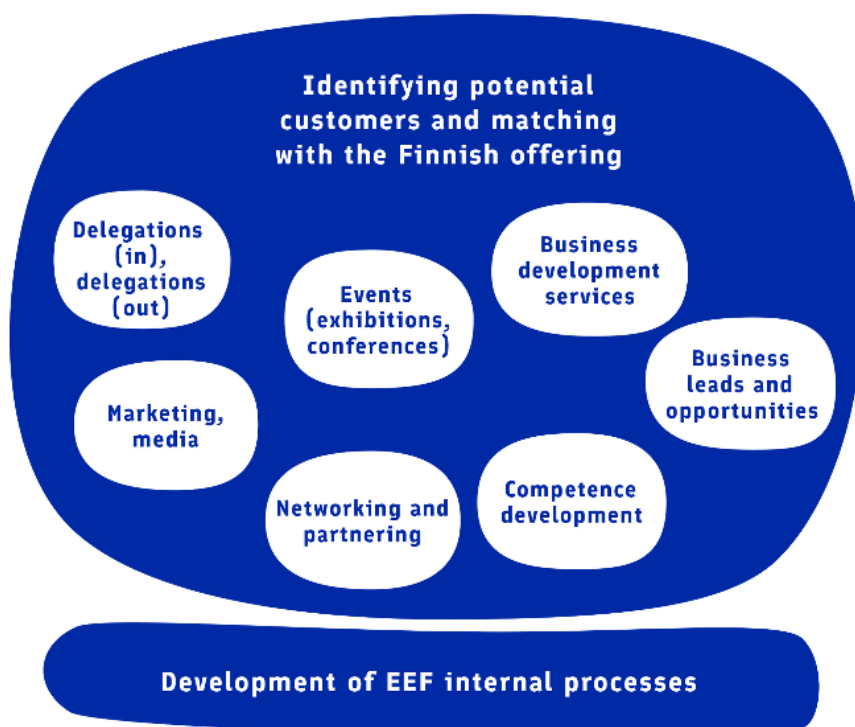 Identifying potential
customers and matching
with the Finnish offering
Delegations
(in),
delegations
(out)
Events
(exhibitions,
conferences)
Business
development
services
Business
leads and
opportunities
Marketing,
media
Networking and
partnering
Competence
development
Development of EEF internal processes